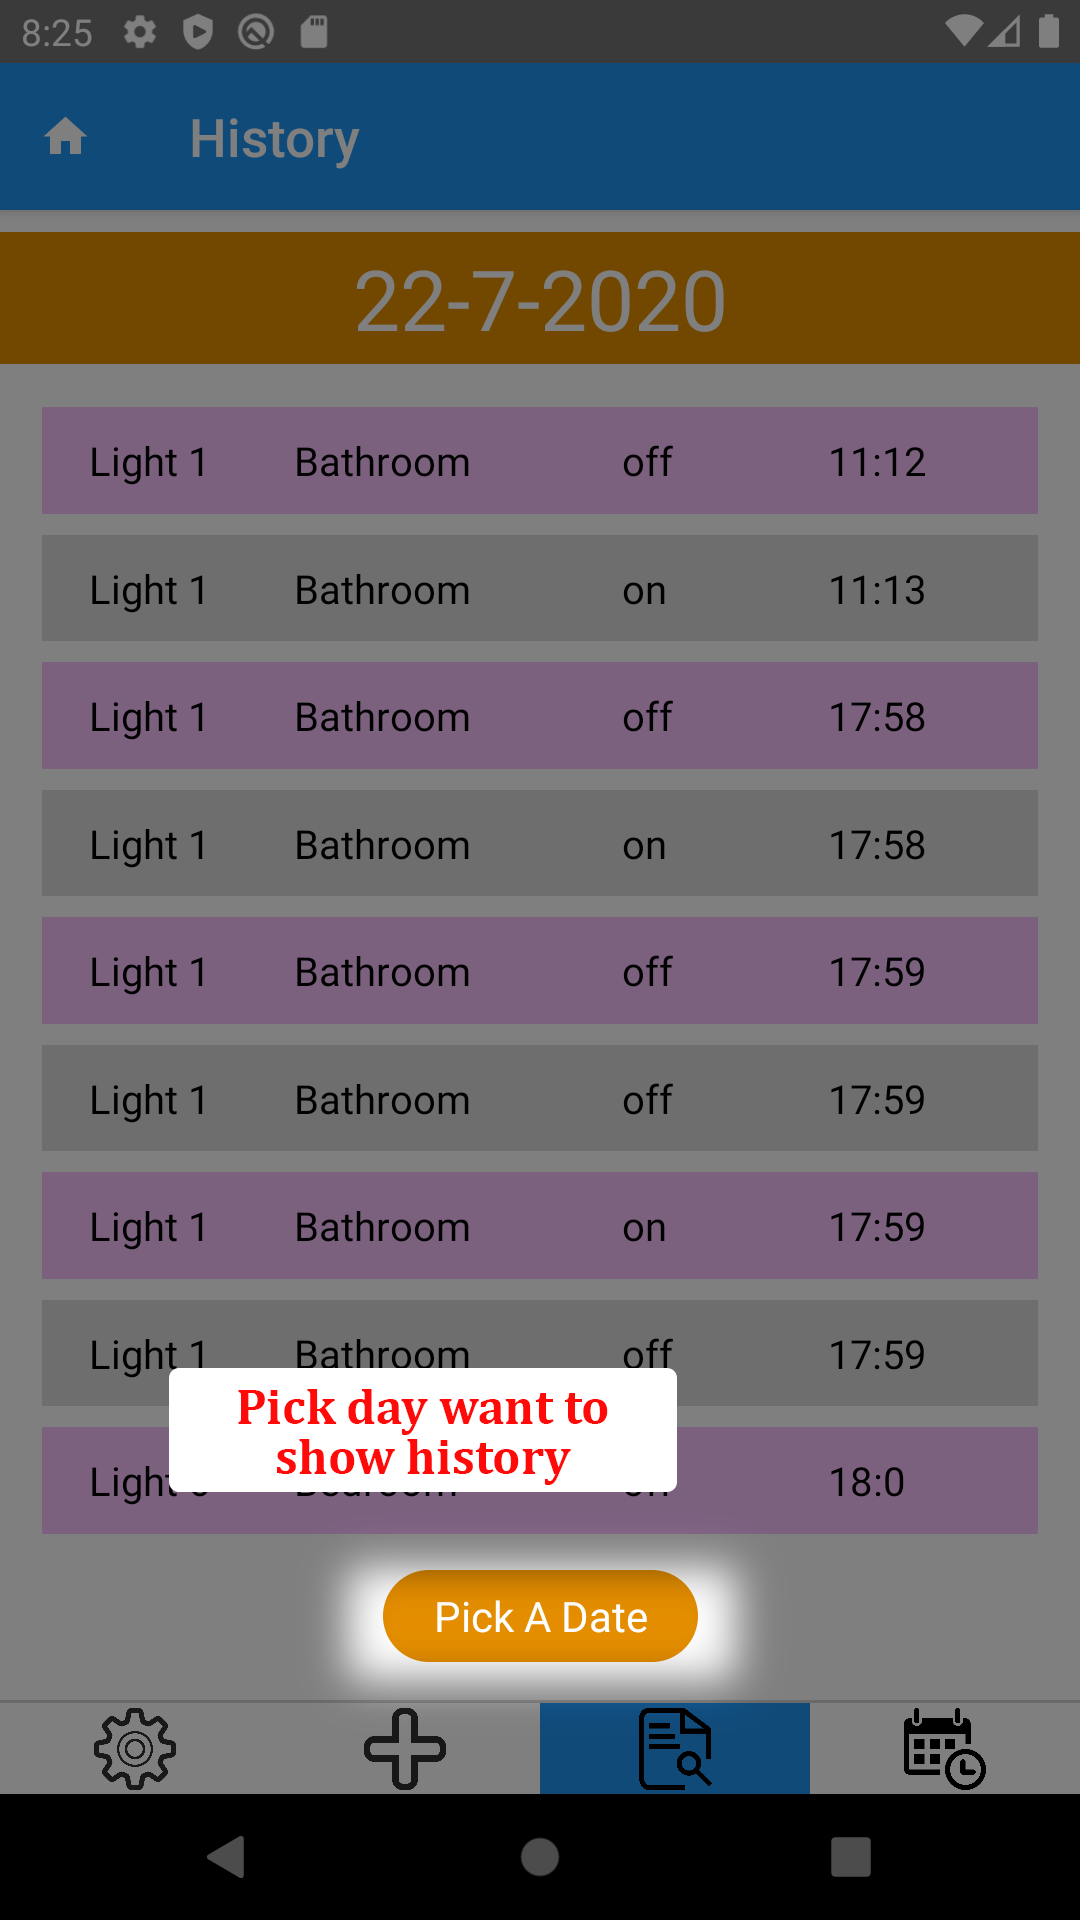 8:25
History
22-7-2020
Light 1 Bathroom off 11:12
Light 1 Bathroom on 11:13
Light 1 Bathroom off 17:58
Light 1 Bathroom on 17:58
Light 1 Bathroom off 17:59
Light 1 Bathroom off 17:59
Light 1 Bathroom on 17:59
Light 1 Bathroom off 17:59
Pick day want to
show history
Light 18:0
Pick A Date